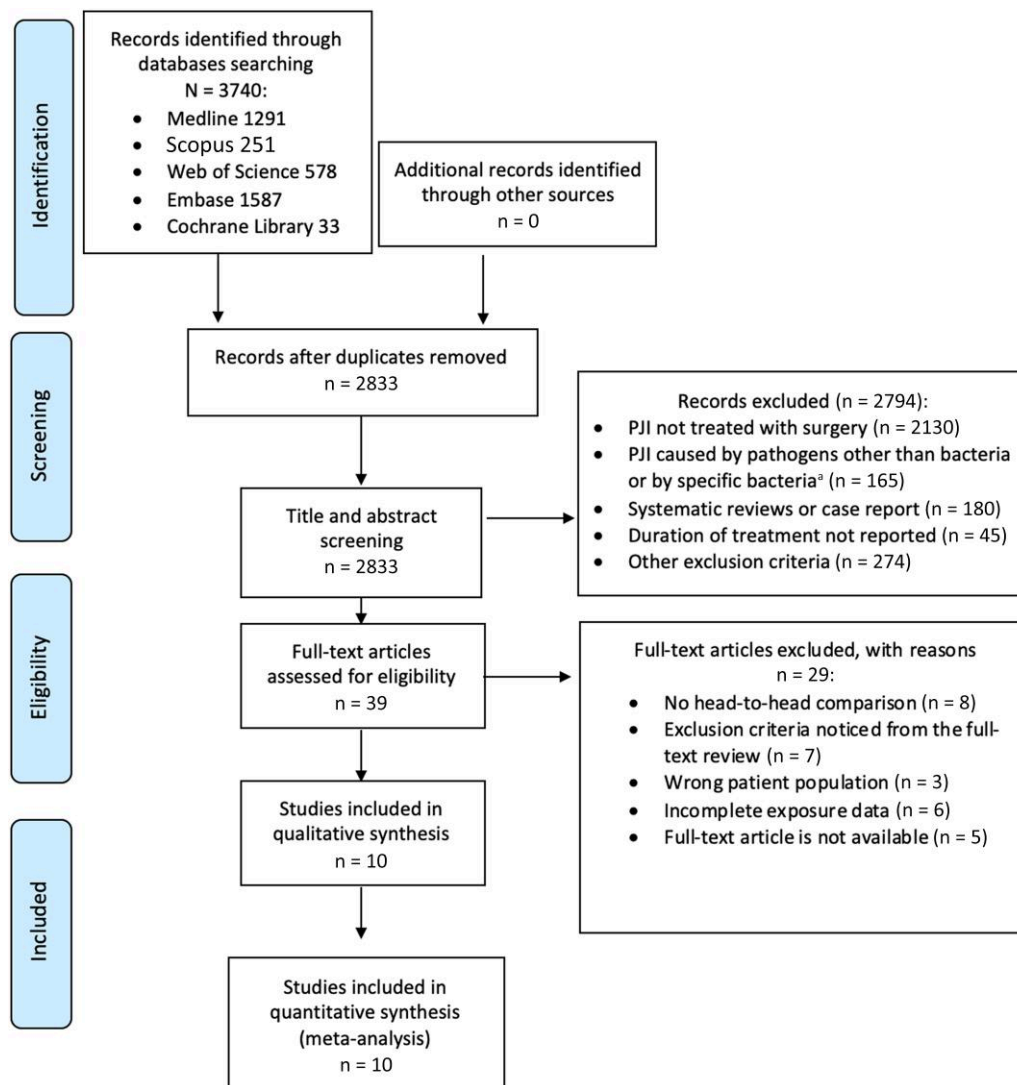 Identification
Records identified through
databases searching
N = 3740:
• Medline 1291
• Scopus 251
• Web of Science 578
• Embase 1587
• Cochrane Library 33
Additional records identified
through other sources
n = 0
Screening
Records after duplicates removed
n = 2833
Title and abstract
screening
n = 2833
Records excluded (n = 2794):
• PJI not treated with surgery (n = 2130)
• PJI caused by pathogens other than bacteria
or by specific bacteriaᵃ (n = 165)
• Systematic reviews or case report (n = 180)
• Duration of treatment not reported (n = 45)
• Other exclusion criteria (n = 274)
Eligibility
Full-text articles
assessed for eligibility
n = 39
Full-text articles excluded, with reasons
n = 29:
• No head-to-head comparison (n = 8)
• Exclusion criteria noticed from the full-
text review (n = 7)
• Wrong patient population (n = 3)
• Incomplete exposure data (n = 6)
• Full-text article is not available (n = 5)
Included
Studies included in
qualitative synthesis
n = 10
Studies included in
quantitative synthesis
(meta-analysis)
n = 10